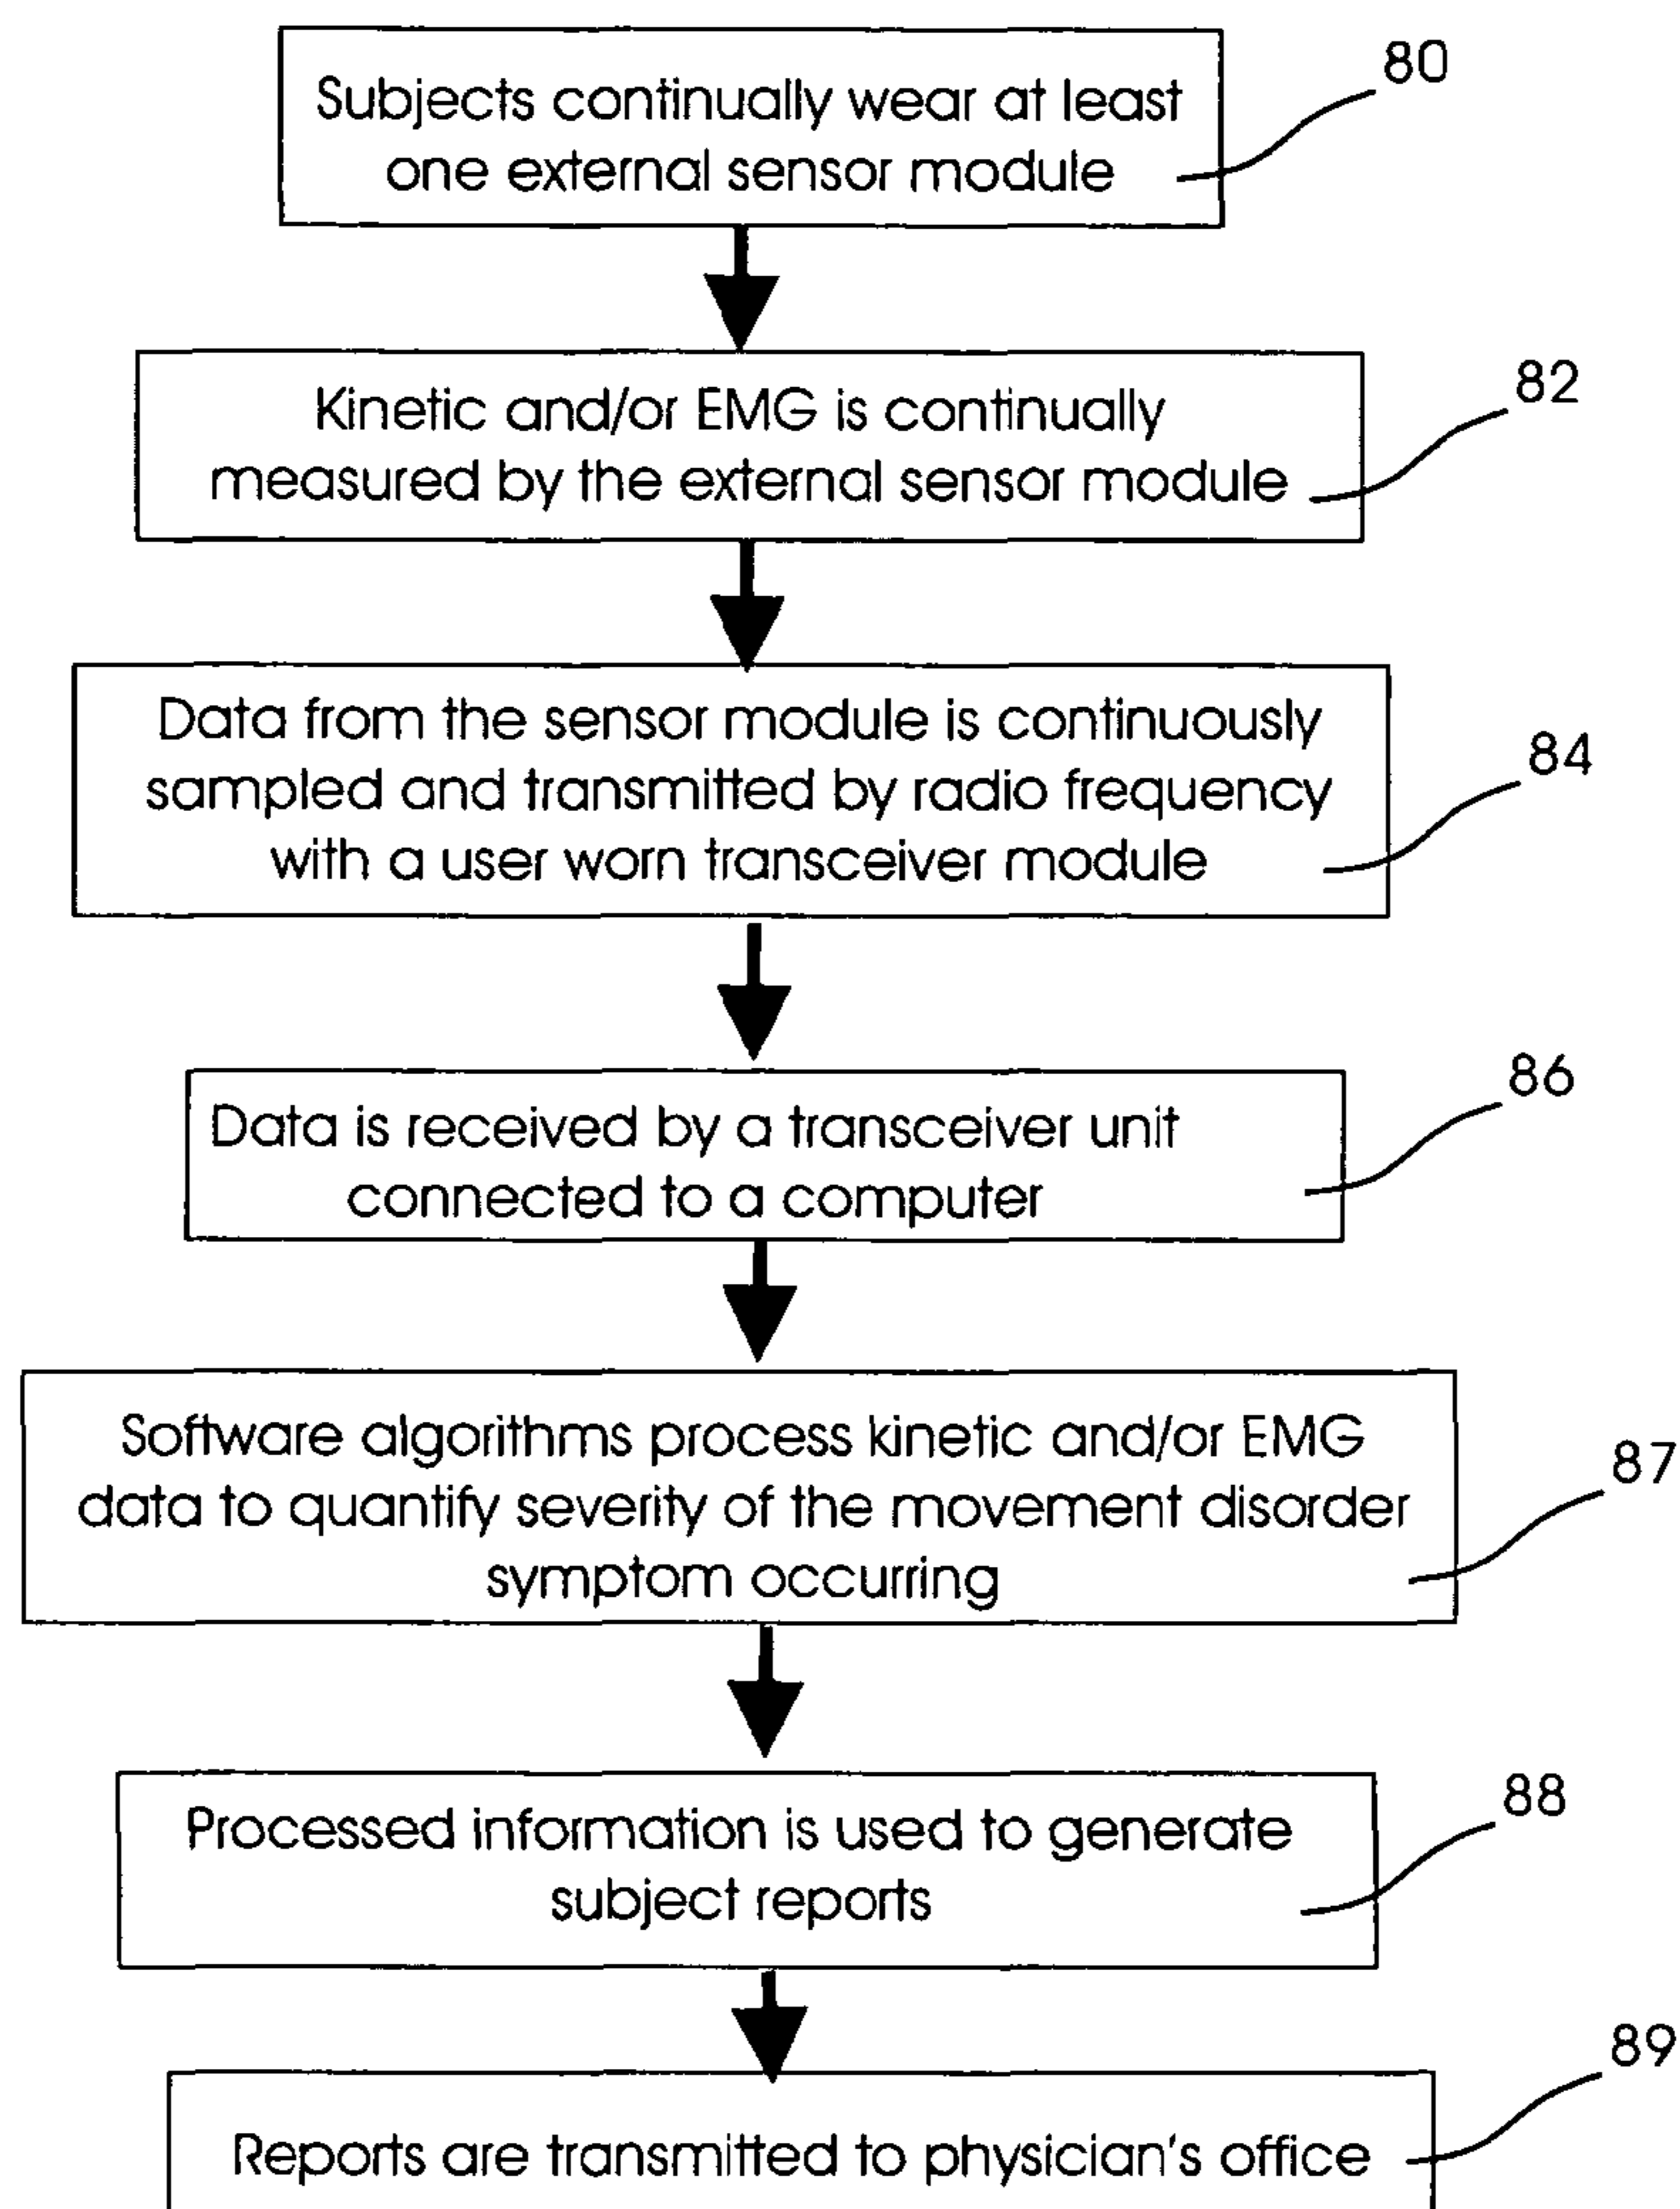 Subjects continually wear at least
one external sensor module
80
Kinetic and/or EMG is continually
measured by the external sensor module
82
Data from the sensor module is continuously
sampled and transmitted by radio frequency
with a user worn transceiver module
84
Data is received by a transceiver unit
connected to a computer
86
Software algorithms process kinetic and/or EMG
data to quantify severity of the movement disorder
symptom occurring
87
Processed information is used to generate
subject reports
88
Reports are transmitted to physician's office
89